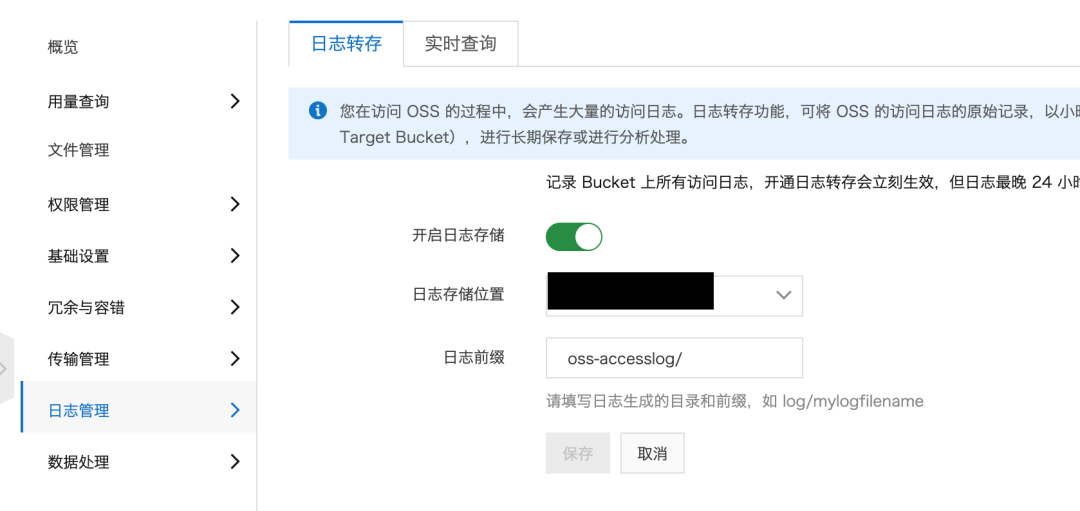 概览
用量查询
文件管理
权限管理
基础设置
冗余与容错
传输管理
日志管理
数据处理
日志转存 实时查询
您在访问 OSS 的过程中，会产生大量的访问日志。日志转存功能，可将 OSS 的访问日志的原始记录，以小时
Target Bucket），进行长期保存或进行分析处理。
记录 Bucket 上所有访问日志，开通日志转存会立刻生效，但日志最晚 24 小时
开启日志存储
日志存储位置
日志前缀 oss-accesslog/
请填写日志生成的目录和前缀，如 log/mylogfilename
保存 取消